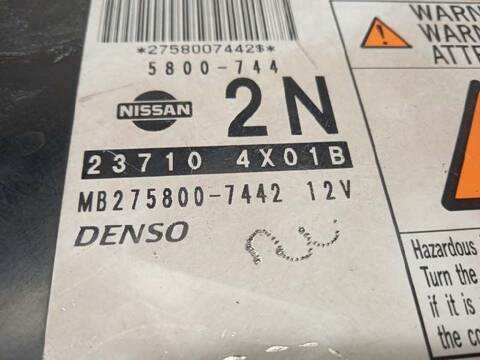 *2758007442$*
5800-744
NISSAN
2N
23710 4X01B
MB275800-7442 12V
DENSO
WARN
WARN
ATTE
Hazardous
Turn the
if it is
the co